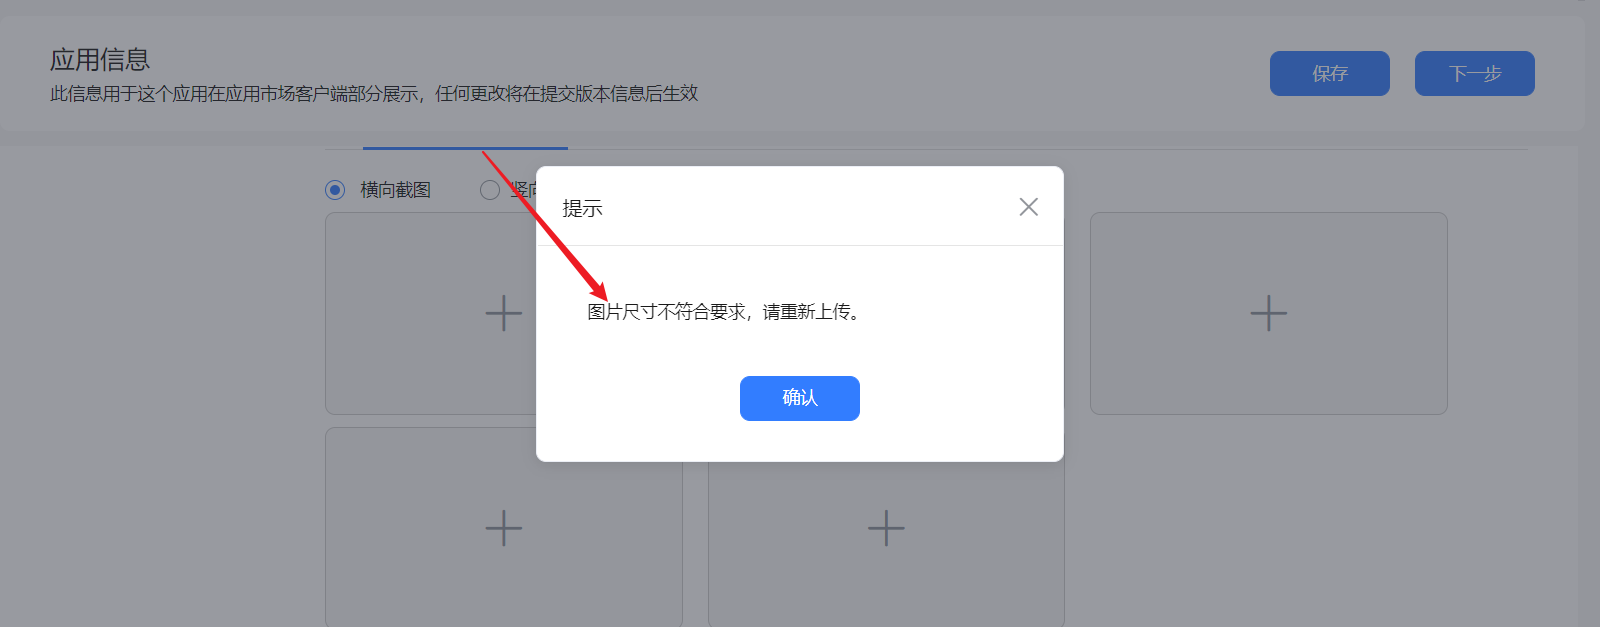 应用信息
此信息用于这个应用在应用市场客户端部分展示，任何更改将在提交版本信息后生效
保存
下一步
横向截图
竖向
提示
图片尺寸不符合要求，请重新上传。
确认